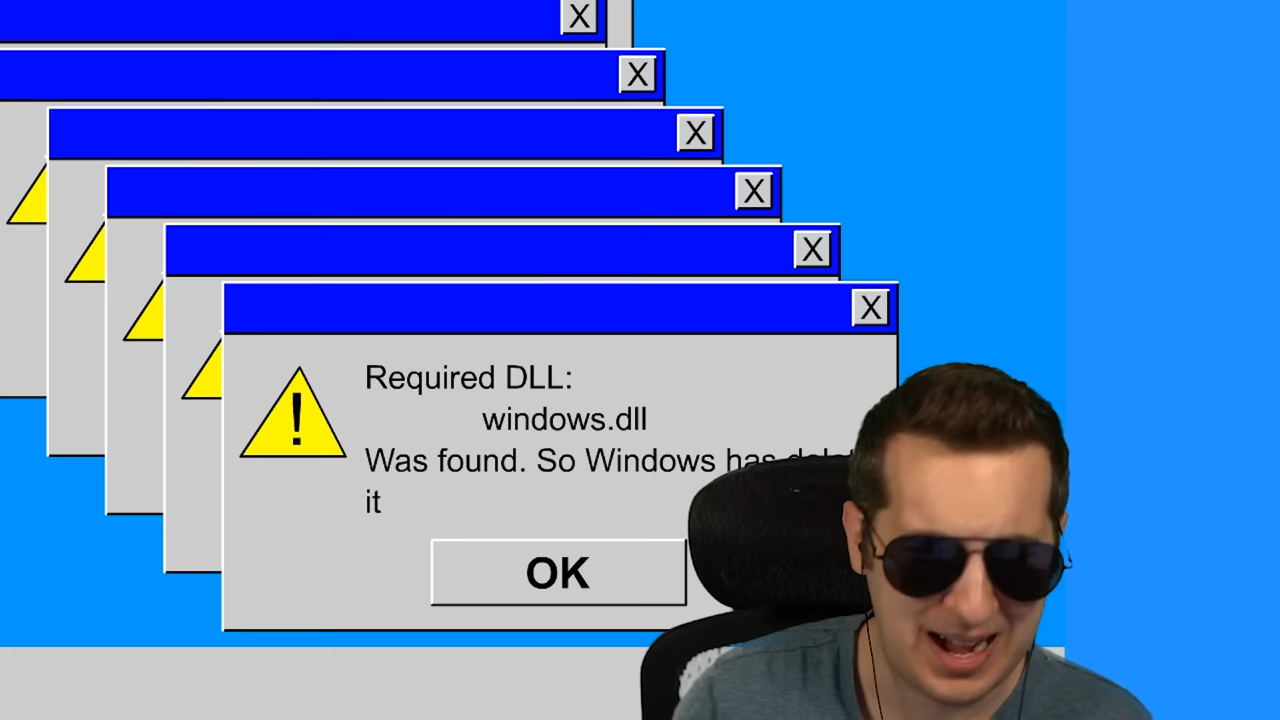 X
X
X
X
X
X
Required DLL:
windows.dll
! Was found. So Windows has
it
OK